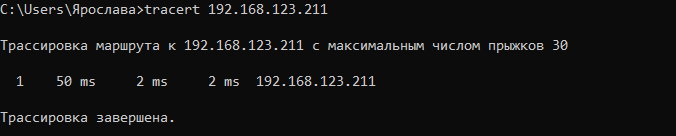 C:\Users\Ярослава>tracert 192.168.123.211
Трассировка маршрута к 192.168.123.211 с максимальным числом прыжков 30
1 50 ms 2 ms 2 ms 192.168.123.211
Трассировка завершена.